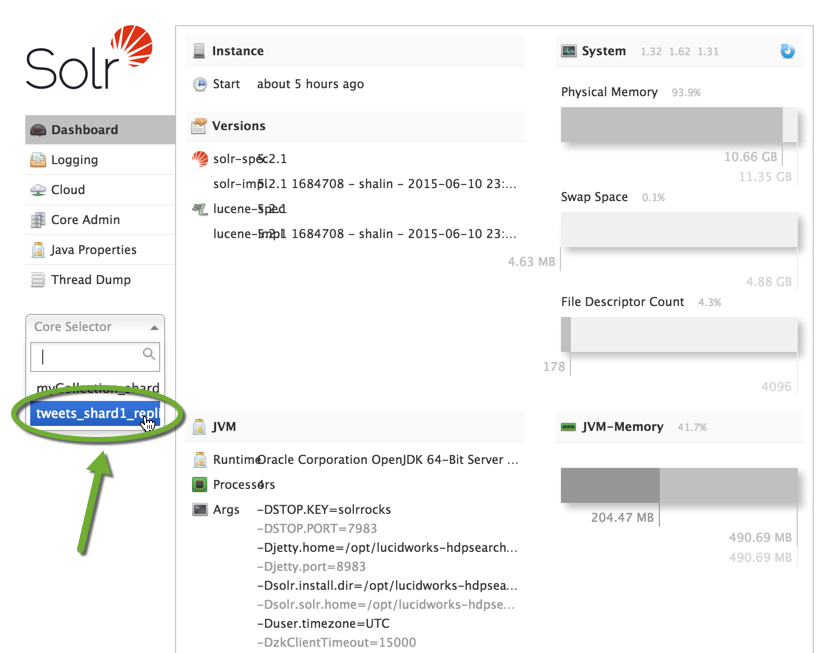 Solr
Dashboard
Logging
Cloud
Core Admin
Java Properties
Thread Dump
Core Selector
myCollection_shard
tweets_shard1_repli
Instance
Start about 5 hours ago
Versions
solr-spec 5.2.1
solr-impl 5.2.1 1684708 - shalin - 2015-06-10 23:...
lucene-spec 5.2.1
lucene-impl 5.2.1 1684708 - shalin - 2015-06-10 23:...
JVM
Runtime Oracle Corporation OpenJDK 64-Bit Server ...
Processors 4
Args -DSTOP.KEY=solrrocks
-DSTOP.PORT=7983
-Djetty.home=/opt/lucidworks-hdpsearch...
-Djetty.port=8983
-Dsolr.install.dir=/opt/lucidworks-hdpsea...
-Dsolr.solr.home=/opt/lucidworks-hdpse...
-Duser.timezone=UTC
-DzkClientTimeout=15000
System 1.32 1.62 1.31
Physical Memory 93.9%
10.66 GB
11.35 GB
Swap Space 0.1%
4.63 MB
4.88 GB
File Descriptor Count 4.3%
178
4096
JVM-Memory 41.7%
204.47 MB
490.69 MB
490.69 MB